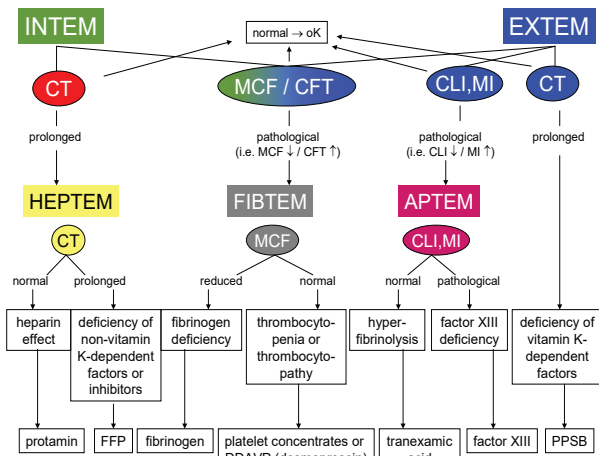 INTEM
normal → oK
EXTEM
CT
MCF / CFT
CLI,MI
CT
prolonged
pathological
(i.e. MCF ↓ / CFT ↑)
pathological
(i.e. CLI ↓ / MI ↑)
prolonged
HEPTEM
FIBTEM
APTEM
CT
MCF
CLI,MI
normal
prolonged
reduced
normal
normal
pathological
heparin
effect
deficiency of
non-vitamin
K-dependent
factors or
inhibitors
fibrinogen
deficiency
thrombocyto-
penia or
thrombocyto-
pathy
hyper-
fibrinolysis
factor XIII
deficiency
deficiency of
vitamin K-
dependent
factors
protamin
FFP
fibrinogen
platelet concentrates or
DDAVP (desmopressin)
tranexamic
acid
factor XIII
PPSB